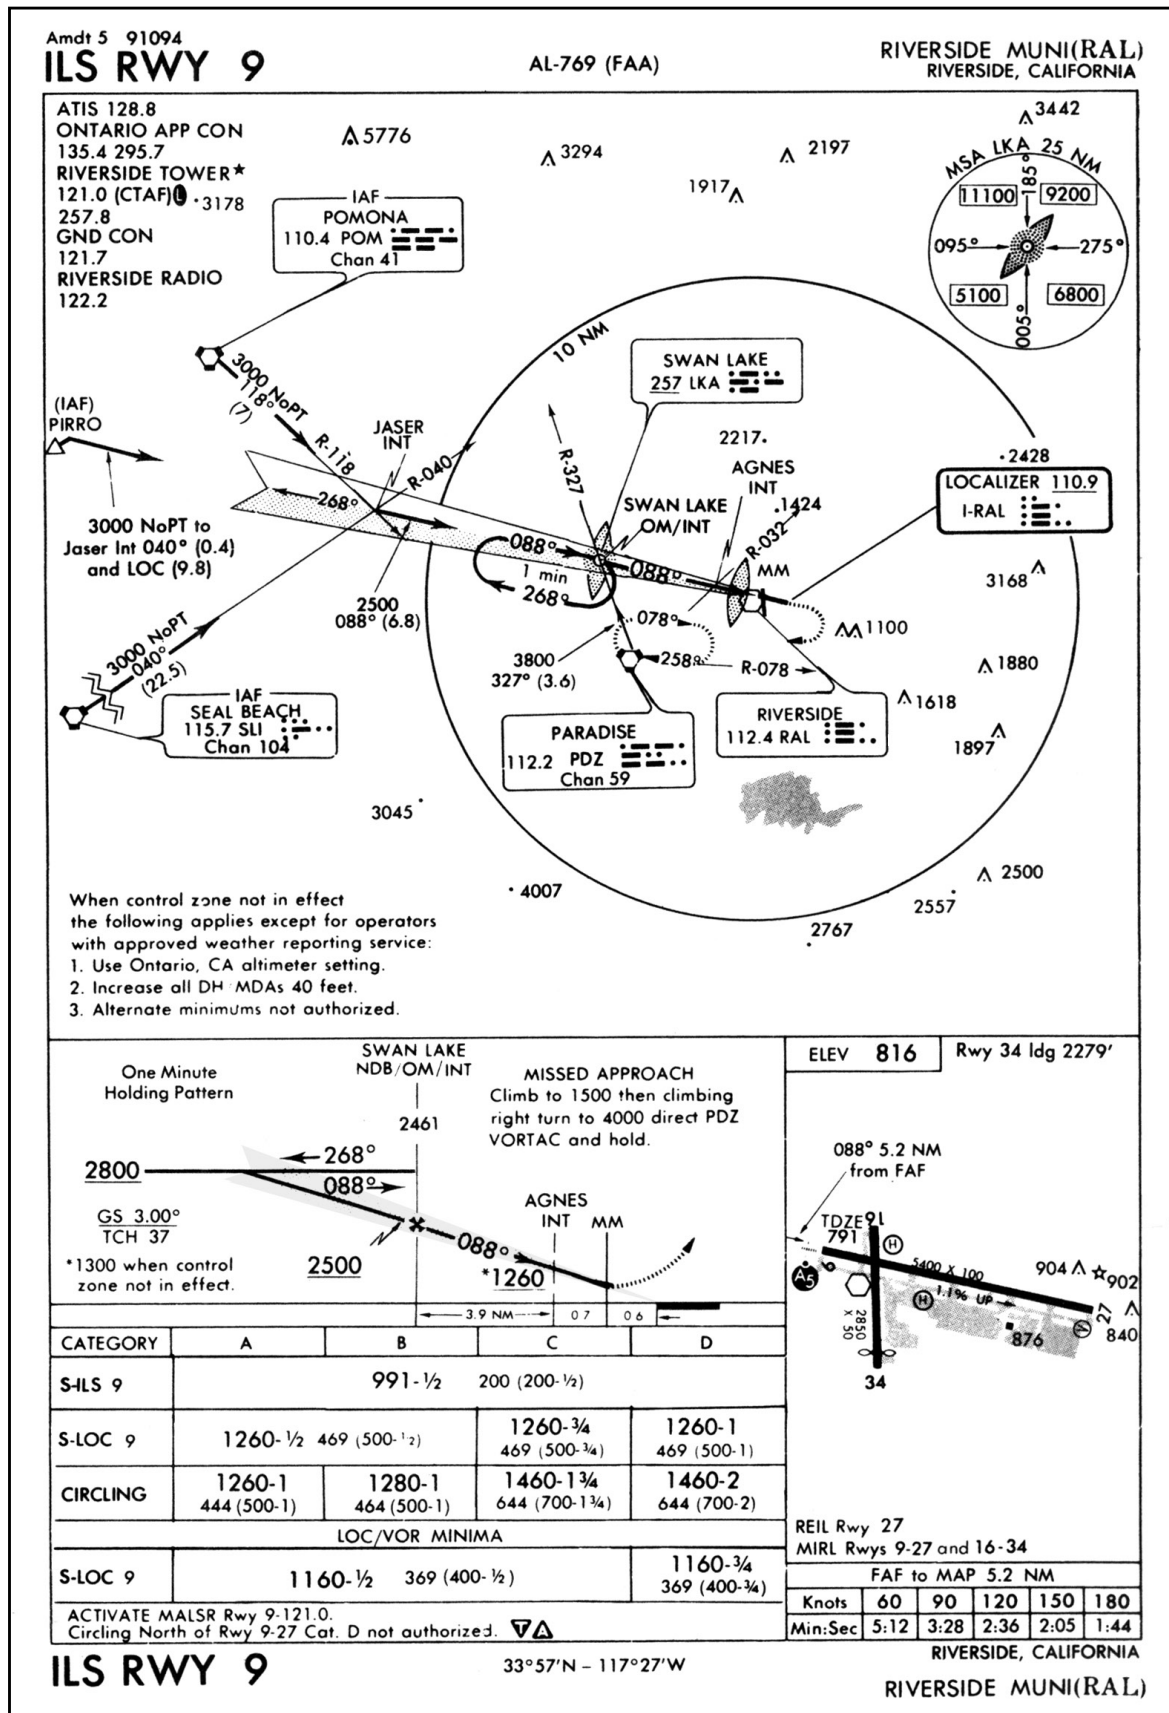 Amdt 5 91094
ILS RWY 9
AL-769 (FAA)
RIVERSIDE MUNI(RAL)
RIVERSIDE, CALIFORNIA
ATIS 128.8
ONTARIO APP CON
135.4 295.7
RIVERSIDE TOWER★
121.0 (CTAF) L
257.8
GND CON
121.7
RIVERSIDE RADIO
122.2
3178
5776
3294
2197
1917
3442
MSA LKA 25 NM
11100
9200
185°
095°
275°
5100
6800
005°
IAF
POMONA
110.4 POM
Chan 41
10 NM
SWAN LAKE
257 LKA
3000 NoPT
118°
(7)
R-118
(IAF)
PIRRO
JASER
INT
R-040
R-327
2217
AGNES
INT
2428
LOCALIZER 110.9
I-RAL
3000 NoPT to
Jaser Int 040° (0.4)
and LOC (9.8)
268°
SWAN LAKE
OM/INT
1424
R-032
088°
1 min
268°
088°
MM
3168
2500
088° (6.8)
078°
1100
3000 NoPT
040°
(22.5)
3800
327° (3.6)
258°
R-078
1880
1618
IAF
SEAL BEACH
115.7 SLI
Chan 104
PARADISE
112.2 PDZ
Chan 59
RIVERSIDE
112.4 RAL
1897
3045
4007
2500
2557
2767
When control zone not in effect
the following applies except for operators
with approved weather reporting service:
1. Use Ontario, CA altimeter setting.
2. Increase all DH MDAs 40 feet.
3. Alternate minimums not authorized.
One Minute
Holding Pattern
SWAN LAKE
NDB/OM/INT
2461
MISSED APPROACH
Climb to 1500 then climbing
right turn to 4000 direct PDZ
VORTAC and hold.
2800
268°
088°
GS 3.00°
TCH 37
AGNES
INT
MM
088°
*1300 when control
zone not in effect.
2500
*1260
3.9 NM
0 7
0 6
ELEV 816
Rwy 34 ldg 2279'
088° 5.2 NM
from FAF
TDZE
791
16
9
H
A5
5400 X 100
904
902
H
1.1% UP
27
2850 X 50
876
840
34
CATEGORY A B C D
S-ILS 9 991-½ 200 (200-½)
S-LOC 9 1260-½ 469 (500-½) 1260-¾ 1260-1
469 (500-¾) 469 (500-1)
CIRCLING 1260-1 1280-1 1460-1¾ 1460-2
444 (500-1) 464 (500-1) 644 (700-1¾) 644 (700-2)
LOC/VOR MINIMA
S-LOC 9 1160-½ 369 (400-½) 1160-¾
369 (400-¾)
ACTIVATE MALSR Rwy 9-121.0.
Circling North of Rwy 9-27 Cat. D not authorized. T A
REIL Rwy 27
MIRL Rwys 9-27 and 16-34
FAF to MAP 5.2 NM
Knots 60 90 120 150 180
Min:Sec 5:12 3:28 2:36 2:05 1:44
ILS RWY 9
33°57'N – 117°27'W
RIVERSIDE, CALIFORNIA
RIVERSIDE MUNI(RAL)